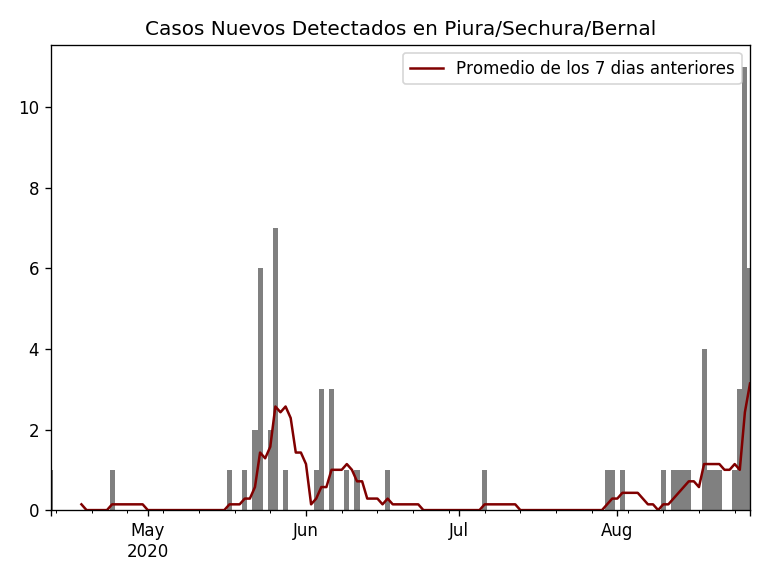 Casos Nuevos Detectados en Piura/Sechura/Bernal
Promedio de los 7 dias anteriores
10
8
6
4
2
0
May
2020
Jun
Jul
Aug